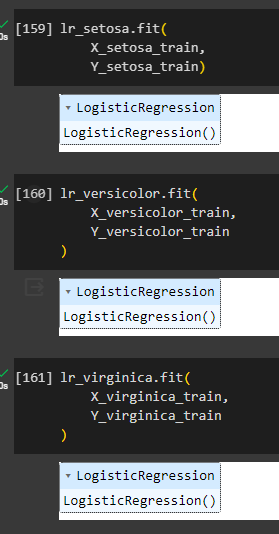 [159] lr_setosa.fit(
X_setosa_train,
Y_setosa_train)
0s
LogisticRegression
LogisticRegression()
[160] lr_versicolor.fit(
0s
X_versicolor_train,
Y_versicolor_train
)
LogisticRegression
LogisticRegression()
[161] lr_virginica.fit(
0s
X_virginica_train,
Y_virginica_train
)
LogisticRegression
LogisticRegression()